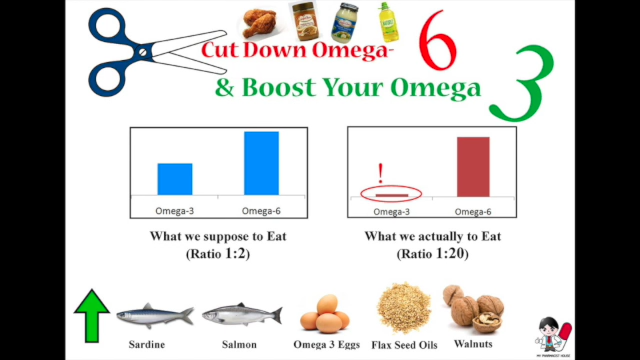 Cut Down Omega- 6
& Boost Your Omega 3
!
Omega-3 Omega-6
Omega-3 Omega-6
What we suppose to Eat
(Ratio 1:2)
What we actually to Eat
(Ratio 1:20)
Sardine Salmon Omega 3 Eggs Flax Seed Oils Walnuts